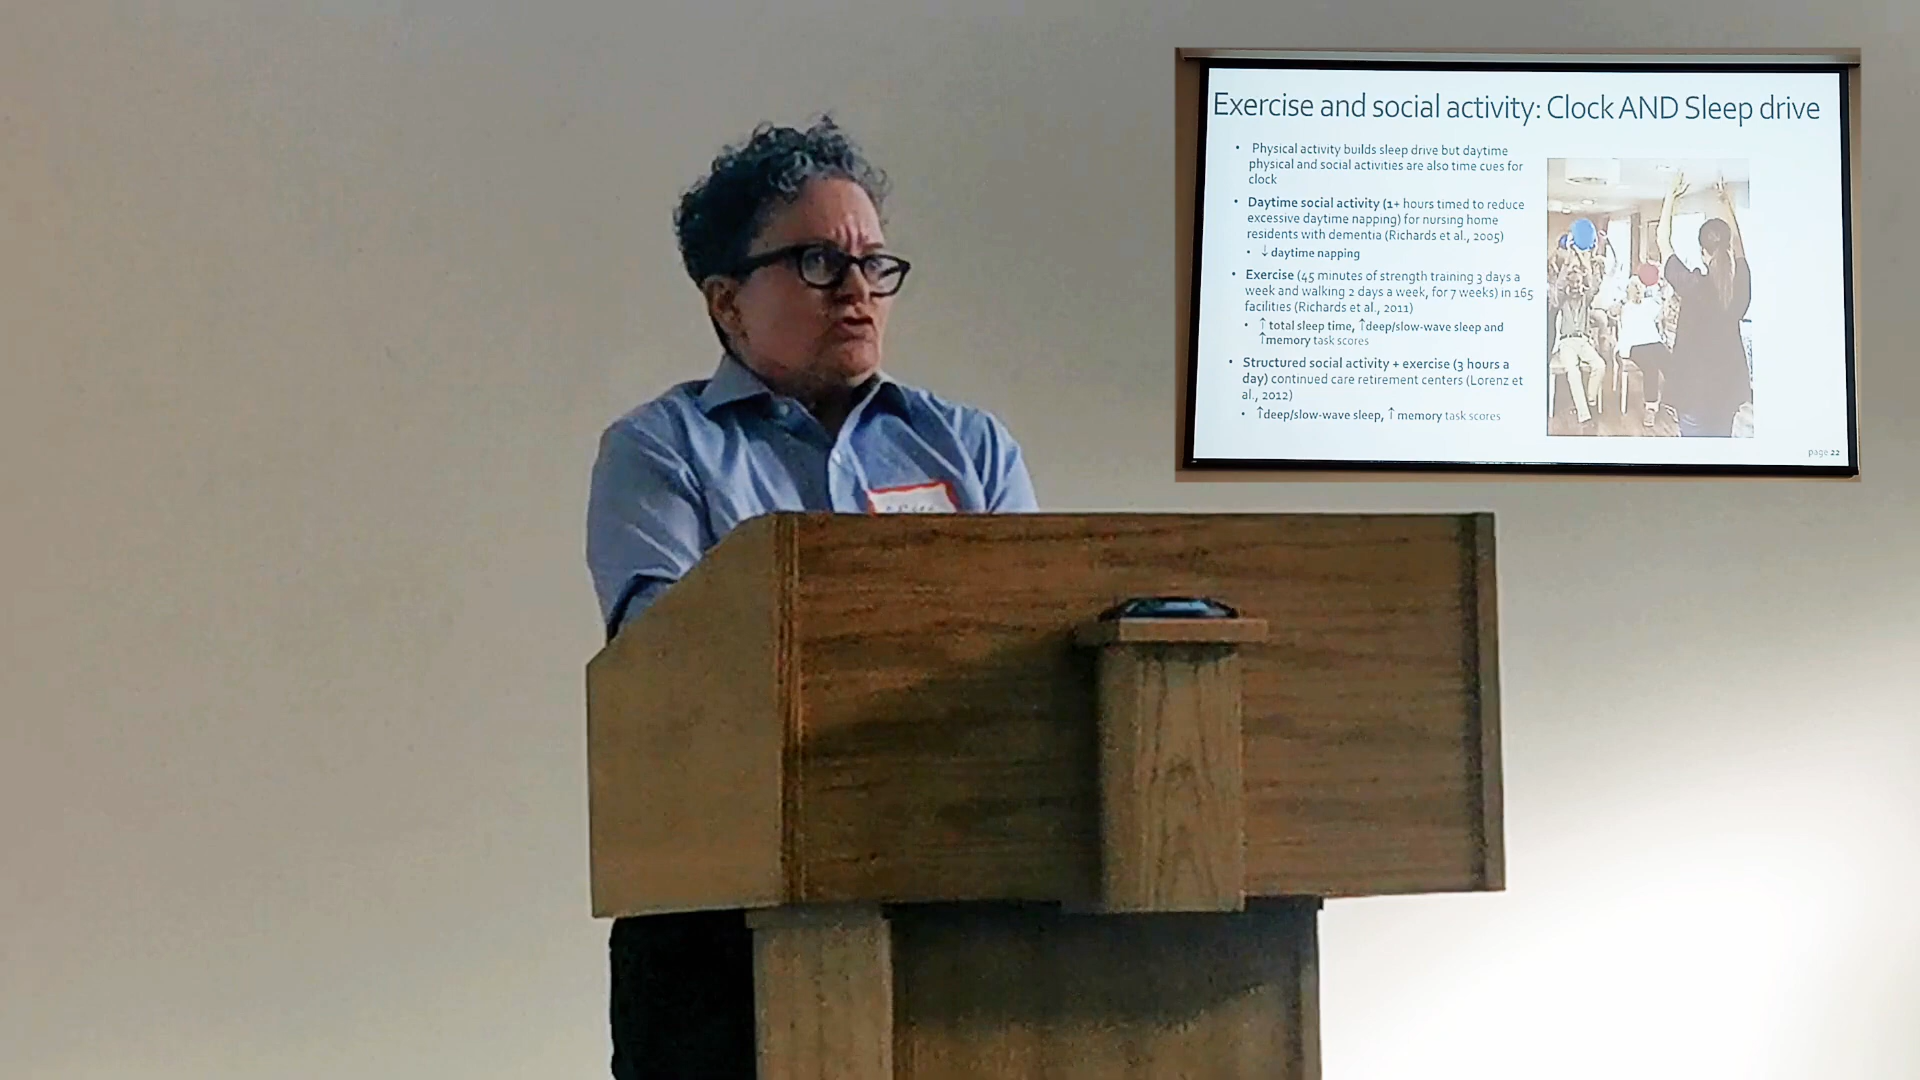 Exercise and social activity: Clock AND Sleep drive
• Physical activity builds sleep drive but daytime
physical and social activities are also time cues for
clock
• Daytime social activity (1+ hours timed to reduce
excessive daytime napping) for nursing home
residents with dementia (Richards et al., 2005)
• ↓ daytime napping
• Exercise (45 minutes of strength training 3 days a
week and walking 2 days a week, for 7 weeks) in 165
facilities (Richards et al., 2011)
• ↑ total sleep time, ↑deep/slow-wave sleep and
↑memory task scores
• Structured social activity + exercise (3 hours a
day) continued care retirement centers (Lorenz et
al., 2012)
• ↑deep/slow-wave sleep, ↑ memory task scores
page 22